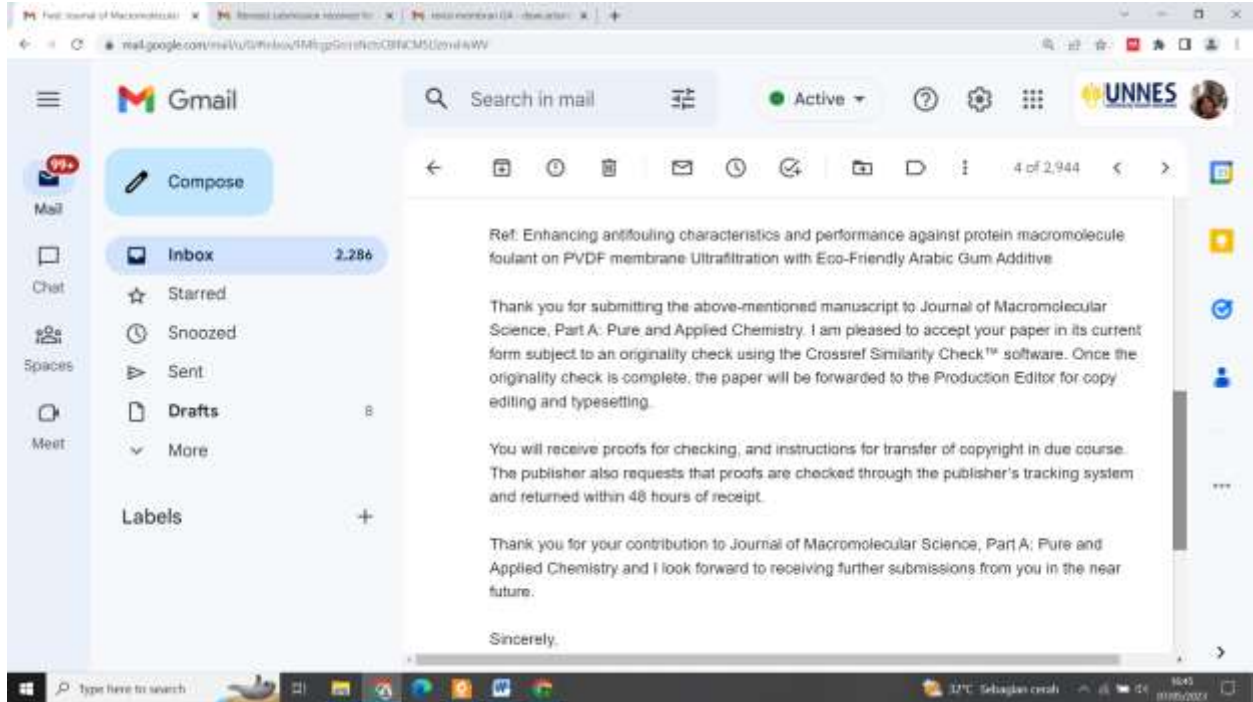 Gmail
Search in mail
Active
UNNES
99+
Mail
Compose
4 of 2,944
Inbox 2.286
Chat
Starred
Snoozed
Spaces
Sent
Drafts 8
Meet
More
Labels
Ref: Enhancing antifouling characteristics and performance against protein macromolecule
foulant on PVDF membrane Ultrafiltration with Eco-Friendly Arabic Gum Additive
Thank you for submitting the above-mentioned manuscript to Journal of Macromolecular
Science, Part A: Pure and Applied Chemistry. I am pleased to accept your paper in its current
form subject to an originality check using the Crossref Similarity Check™ software. Once the
originality check is complete, the paper will be forwarded to the Production Editor for copy
editing and typesetting.
You will receive proofs for checking, and instructions for transfer of copyright in due course.
The publisher also requests that proofs are checked through the publisher's tracking system
and returned within 48 hours of receipt.
Thank you for your contribution to Journal of Macromolecular Science, Part A: Pure and
Applied Chemistry and I look forward to receiving further submissions from you in the near
future.
Sincerely,
Type here to search
32°C Sebagian cerah
16:45
07/05/2023